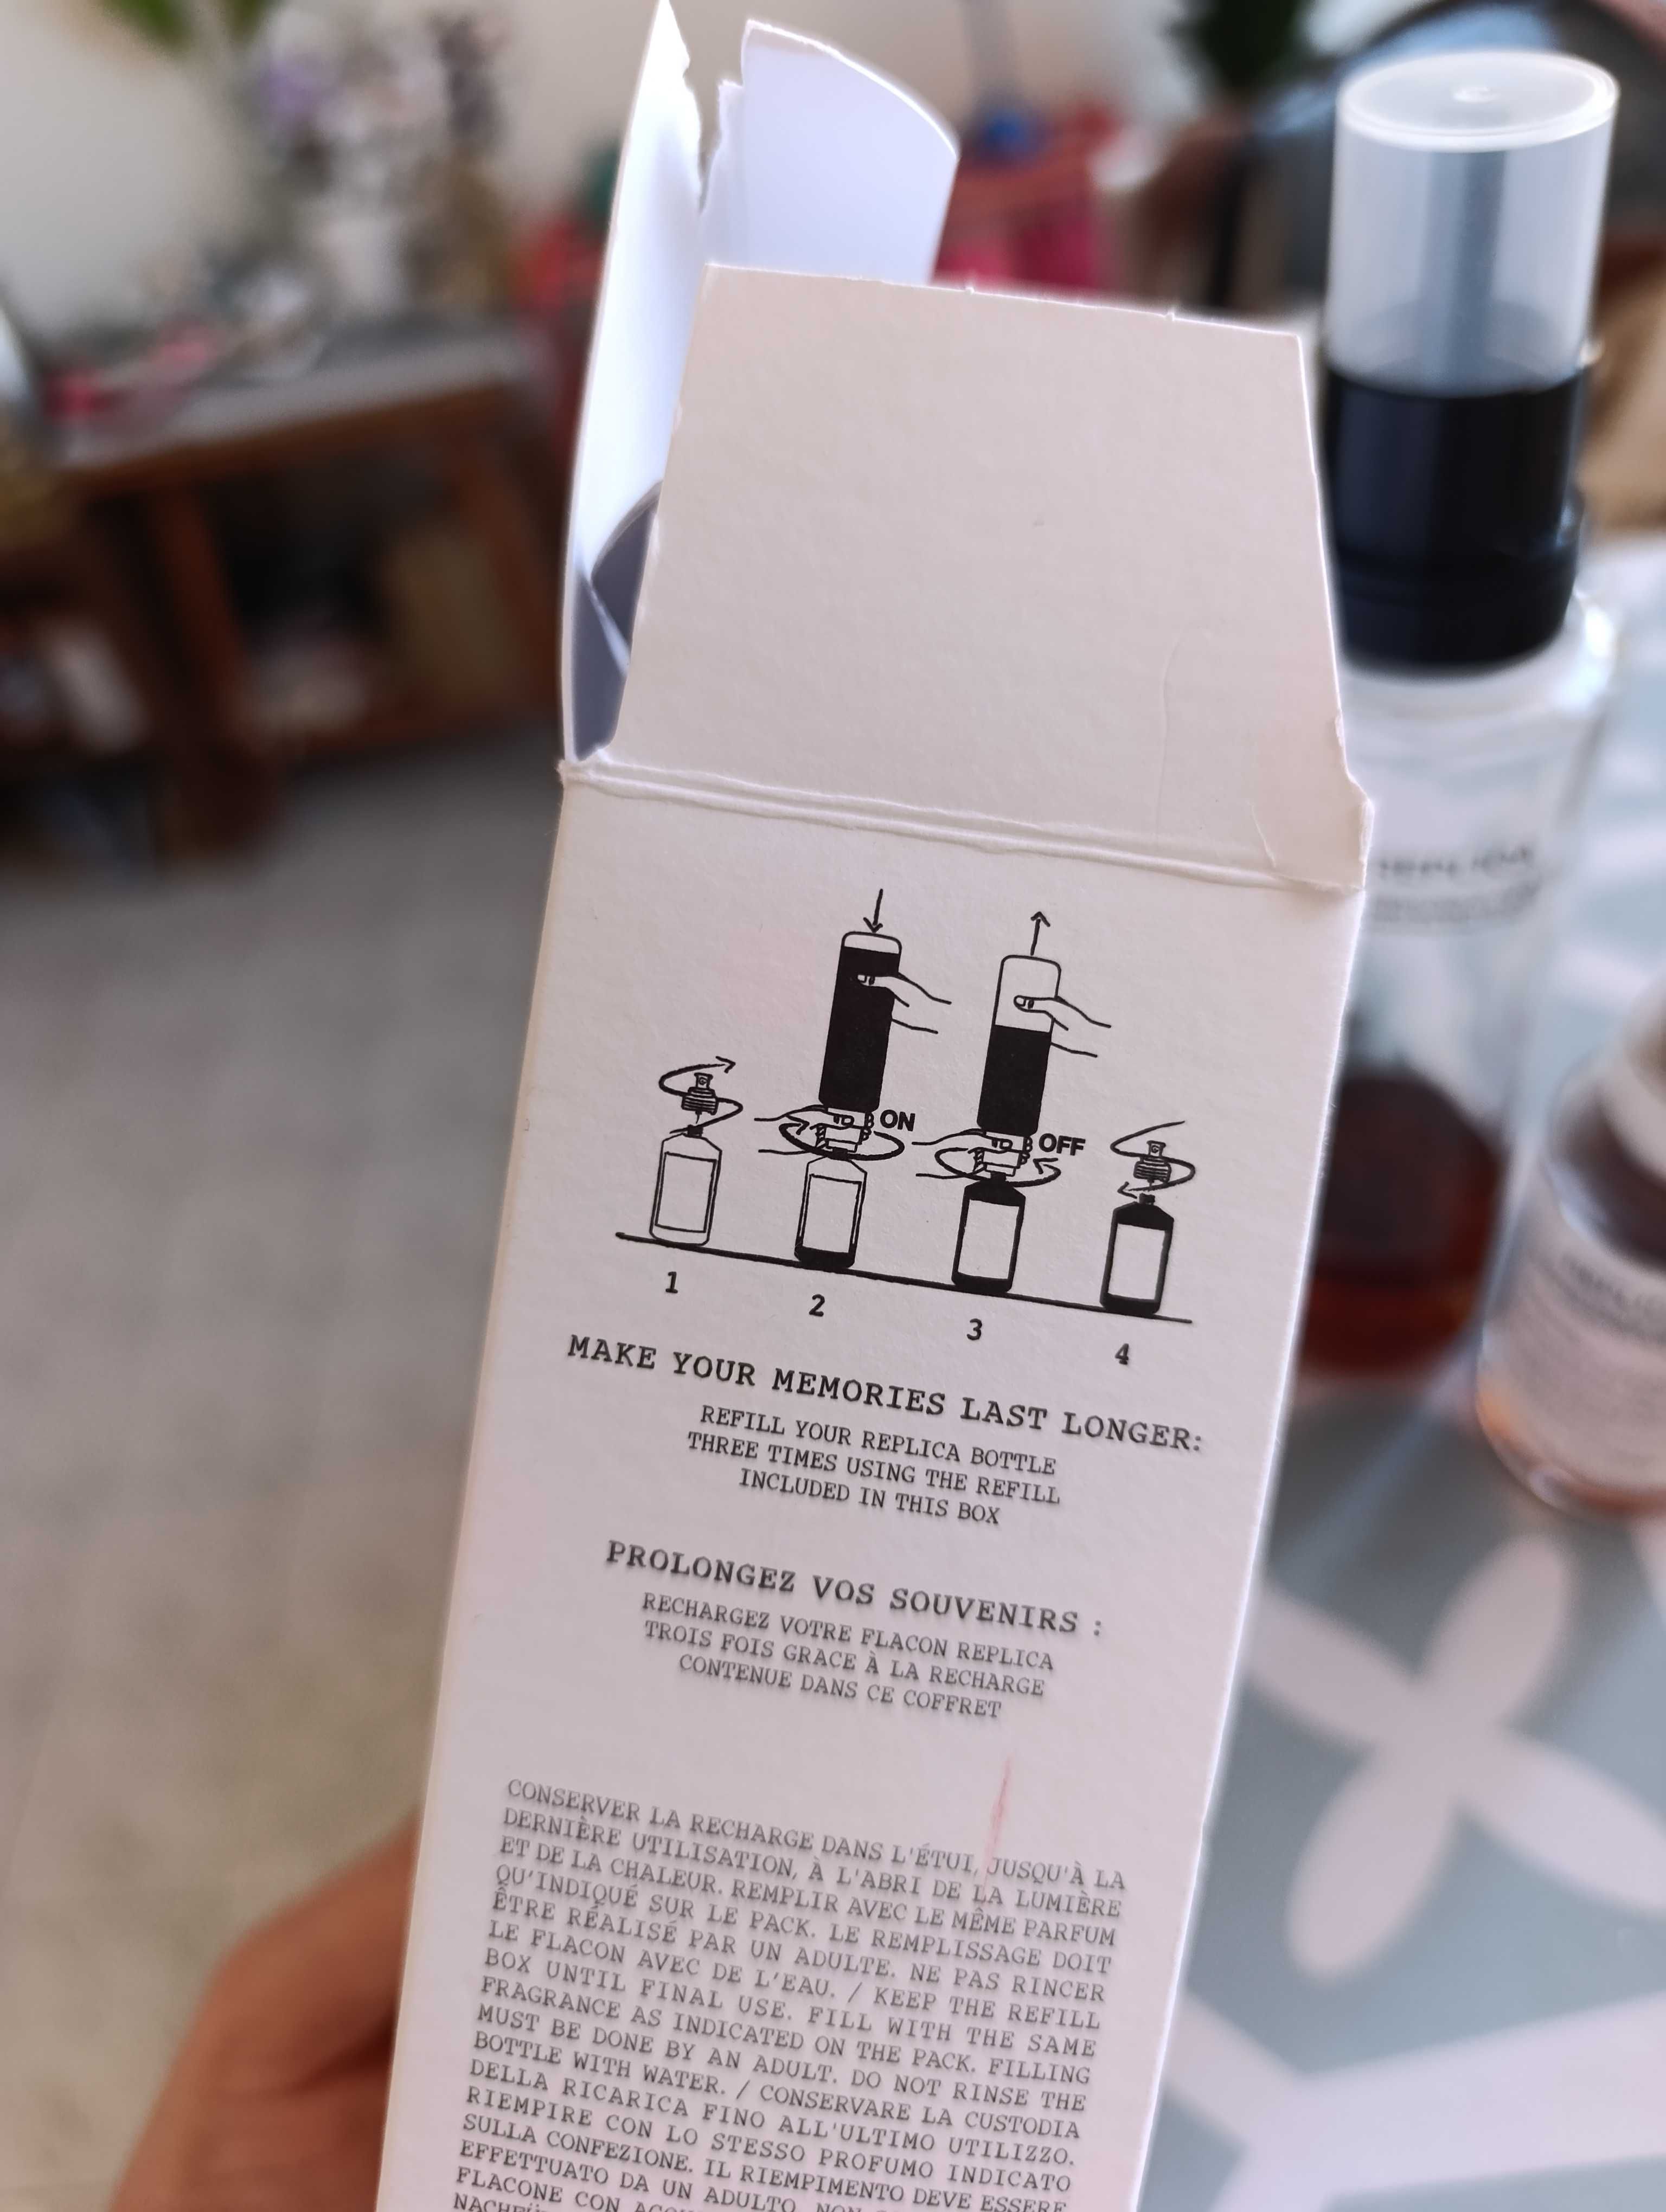 ON
OFF
1
2
3
4
MAKE YOUR MEMORIES LAST LONGER:
REFILL YOUR REPLICA BOTTLE
THREE TIMES USING THE REFILL
INCLUDED IN THIS BOX
PROLONGEZ VOS SOUVENIRS :
RECHARGEZ VOTRE FLACON REPLICA
TROIS FOIS GRACE À LA RECHARGE
CONTENUE DANS CE COFFRET
CONSERVER LA RECHARGE DANS L'ÉTUI, JUSQU'À LA
DERNIÈRE UTILISATION, À L'ABRI DE LA LUMIÈRE
ET DE LA CHALEUR. REMPLIR AVEC LE MÊME PARFUM
QU'INDIQUÉ SUR LE PACK. LE REMPLISSAGE DOIT
ÊTRE RÉALISÉ PAR UN ADULTE. NE PAS RINCER
LE FLACON AVEC DE L'EAU. / KEEP THE REFILL
BOX UNTIL FINAL USE. FILL WITH THE SAME
FRAGRANCE AS INDICATED ON THE PACK. FILLING
MUST BE DONE BY AN ADULT. DO NOT RINSE THE
BOTTLE WITH WATER. / CONSERVARE LA CUSTODIA
DELLA RICARICA FINO ALL'ULTIMO UTILIZZO.
RIEMPIRE CON LO STESSO PROFUMO INDICATO
SULLA CONFEZIONE. IL RIEMPIMENTO DEVE ESSERE
EFFETTUATO DA UN ADULTO. NON
FLACONE CON
REPLICA